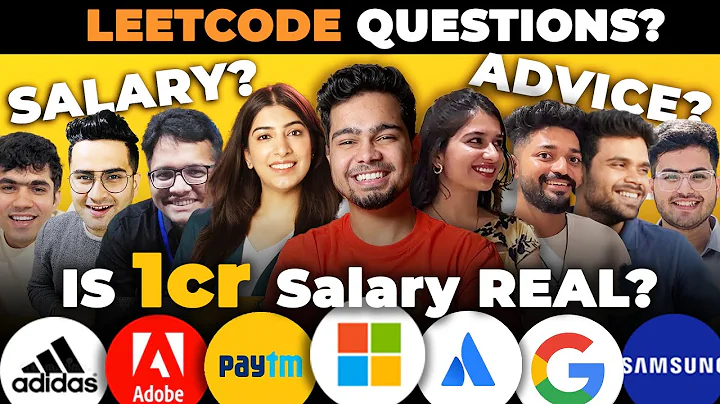 LEETCODE QUESTIONS?
SALARY?
ADVICE?
IS 1cr Salary REAL?
adidas
Adobe
paytm
SAMSUNG